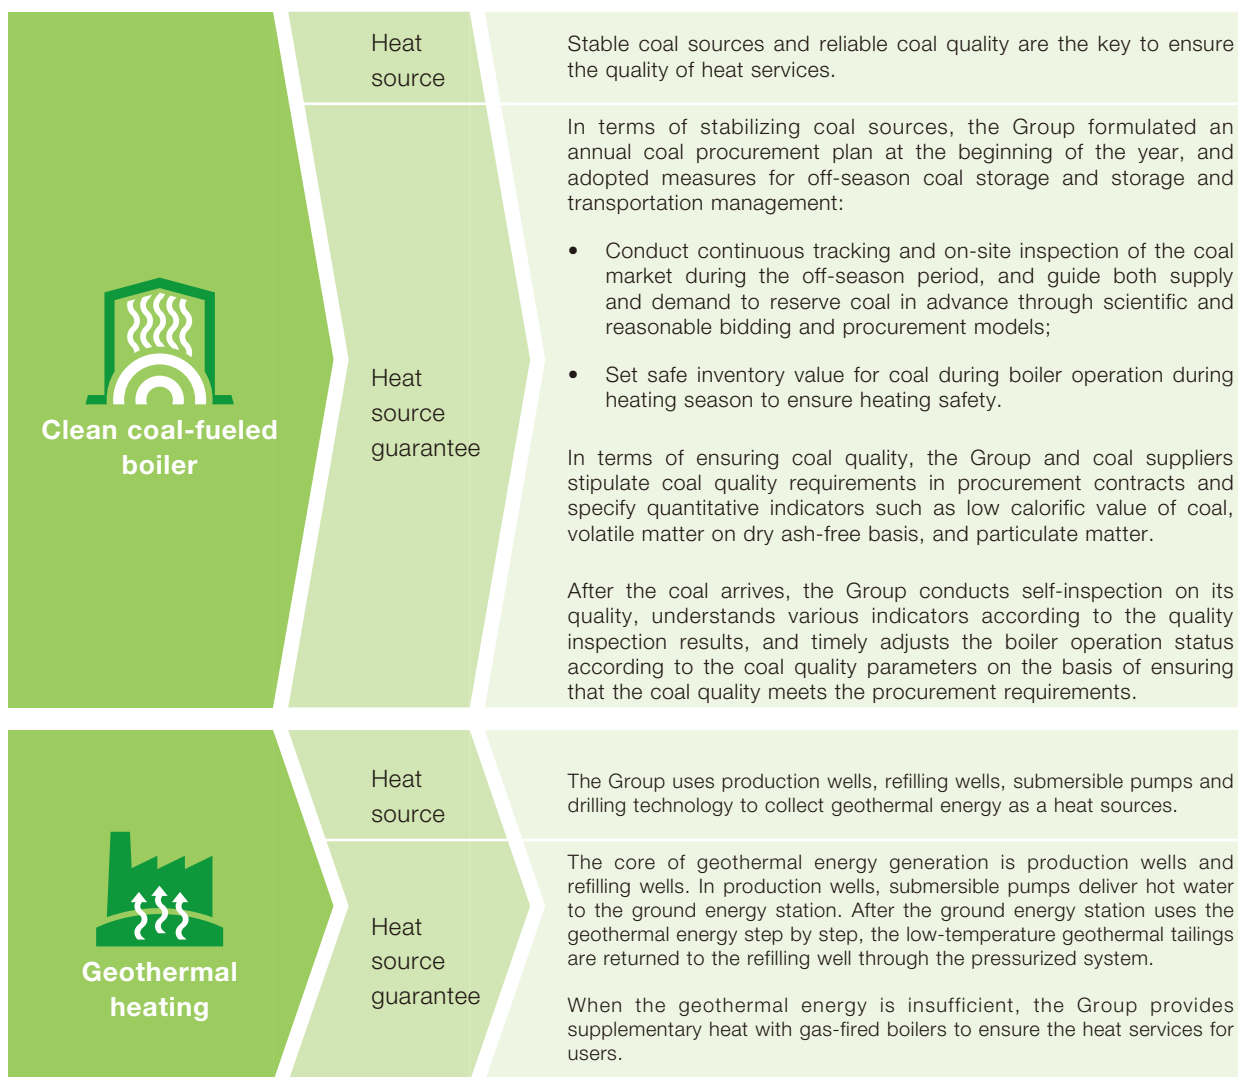 Clean coal-fueled
boiler
Heat
source
Stable coal sources and reliable coal quality are the key to ensure
the quality of heat services.
Heat
source
guarantee
In terms of stabilizing coal sources, the Group formulated an
annual coal procurement plan at the beginning of the year, and
adopted measures for off-season coal storage and storage and
transportation management:
• Conduct continuous tracking and on-site inspection of the coal
market during the off-season period, and guide both supply
and demand to reserve coal in advance through scientific and
reasonable bidding and procurement models;
• Set safe inventory value for coal during boiler operation during
heating season to ensure heating safety.
In terms of ensuring coal quality, the Group and coal suppliers
stipulate coal quality requirements in procurement contracts and
specify quantitative indicators such as low calorific value of coal,
volatile matter on dry ash-free basis, and particulate matter.
After the coal arrives, the Group conducts self-inspection on its
quality, understands various indicators according to the quality
inspection results, and timely adjusts the boiler operation status
according to the coal quality parameters on the basis of ensuring
that the coal quality meets the procurement requirements.
Geothermal
heating
Heat
source
The Group uses production wells, refilling wells, submersible pumps and
drilling technology to collect geothermal energy as a heat sources.
Heat
source
guarantee
The core of geothermal energy generation is production wells and
refilling wells. In production wells, submersible pumps deliver hot water
to the ground energy station. After the ground energy station uses the
geothermal energy step by step, the low-temperature geothermal tailings
are returned to the refilling well through the pressurized system.
When the geothermal energy is insufficient, the Group provides
supplementary heat with gas-fired boilers to ensure the heat services for
users.